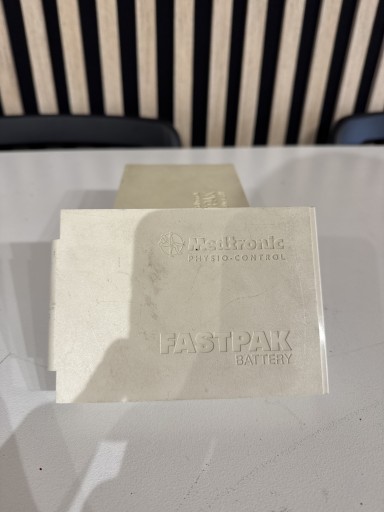 Medtronic
PHYSIO-CONTROL
FASTPAK
BATTERY